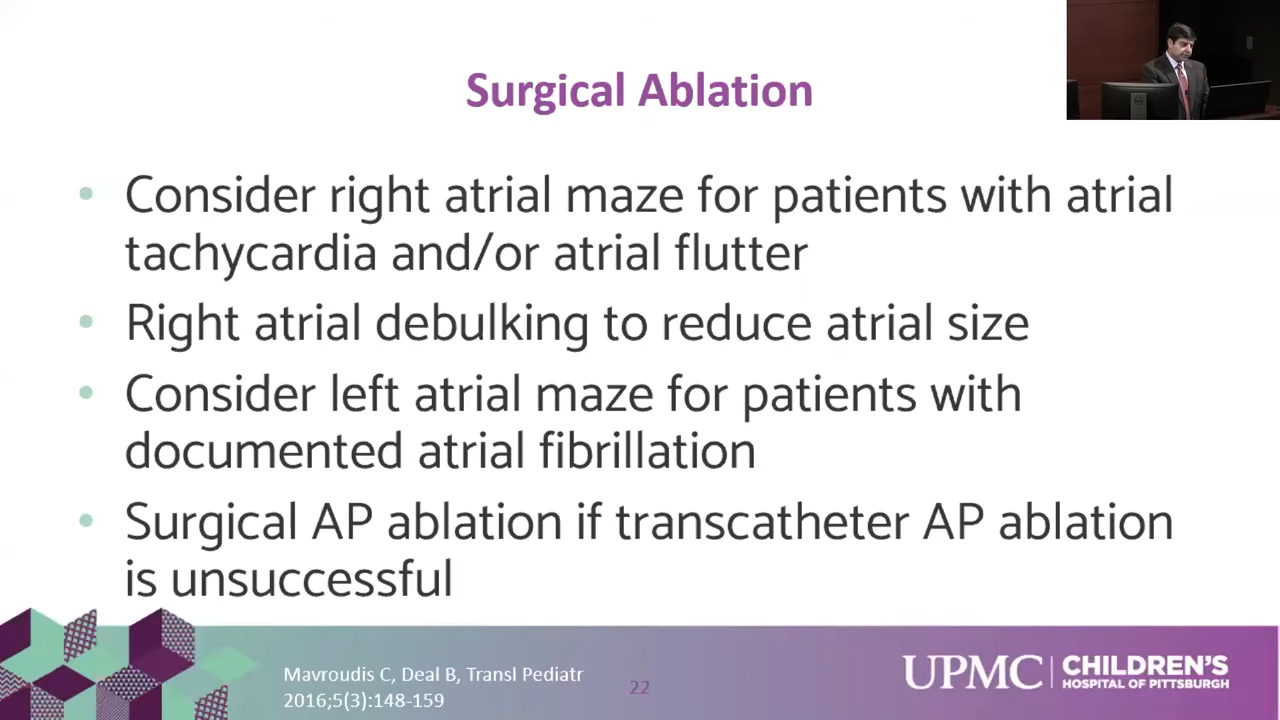 Surgical Ablation
• Consider right atrial maze for patients with atrial
tachycardia and/or atrial flutter
• Right atrial debulking to reduce atrial size
• Consider left atrial maze for patients with
documented atrial fibrillation
• Surgical AP ablation if transcatheter AP ablation
is unsuccessful
Mavroudis C, Deal B, Transl Pediatr
2016;5(3):148-159
22
UPMC CHILDREN'S
HOSPITAL OF PITTSBURGH